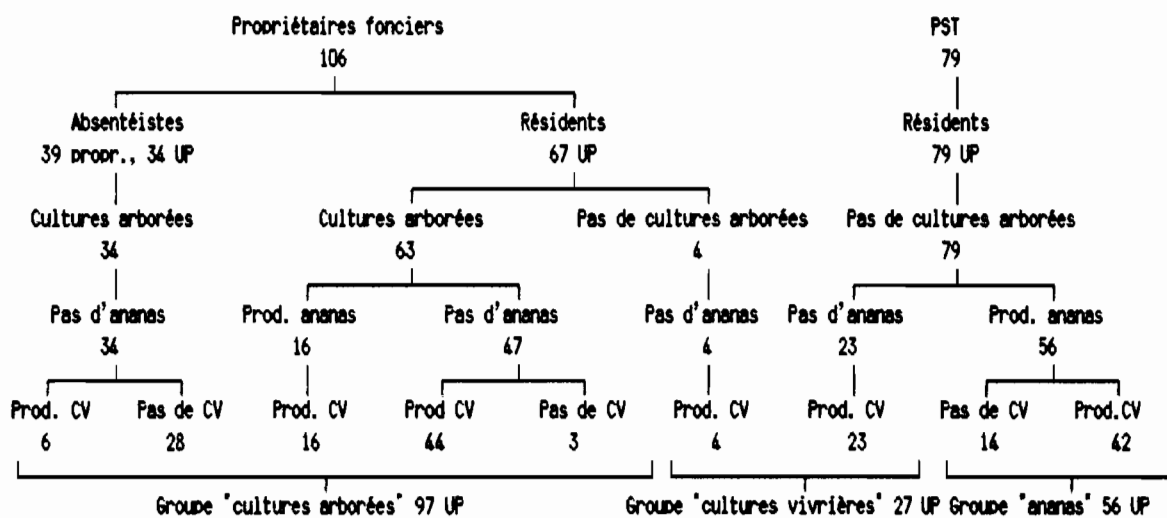 Propriétaires fonciers PST
106 79
Absentéistes Résidents Résidents
39 propr., 34 UP 67 UP 79 UP
Cultures arborées Cultures arborées Pas de cultures arborées Pas de cultures arborées
34 63 4 79
Pas d'ananas Prod. ananas Pas d'ananas Pas d'ananas Pas d'ananas Prod. ananas
34 16 47 4 23 56
Prod. CV Pas de CV Prod. CV Prod CV Pas de CV Prod. CV Prod. CV Pas de CV Prod.CV
6 28 16 44 3 4 23 14 42
Groupe "cultures arborées" 97 UP Groupe "cultures vivrières" 27 UP Groupe "ananas" 56 UP